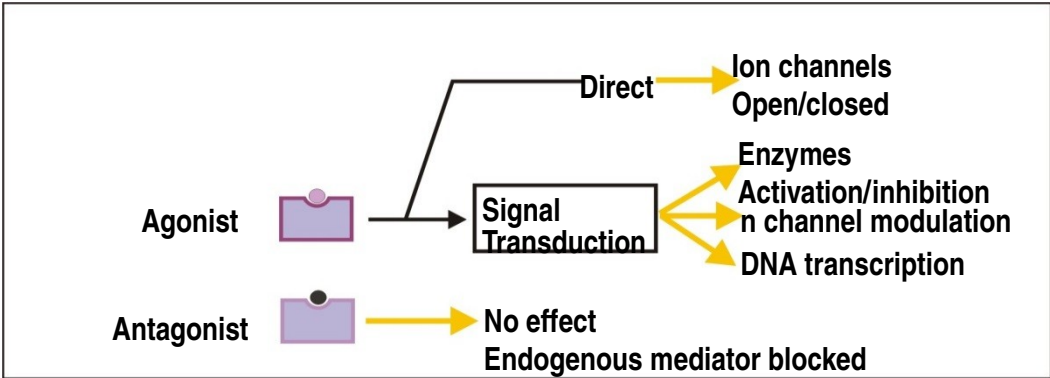 Direct
Ion channels
Open/closed
Enzymes
Activation/inhibition
n channel modulation
DNA transcription
Agonist
Signal
Transduction
Antagonist
No effect
Endogenous mediator blocked